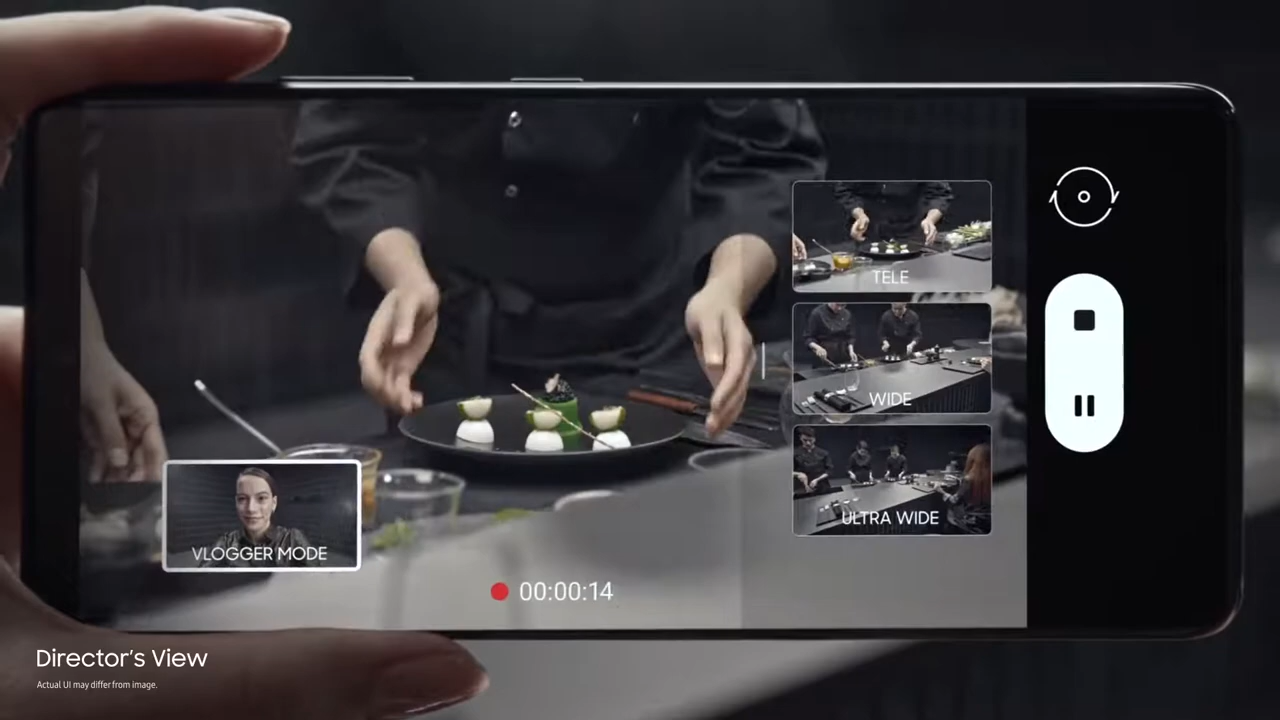 TELE
WIDE
ULTRA WIDE
VLOGGER MODE
00:00:14
Director's View
Actual UI may differ from image.